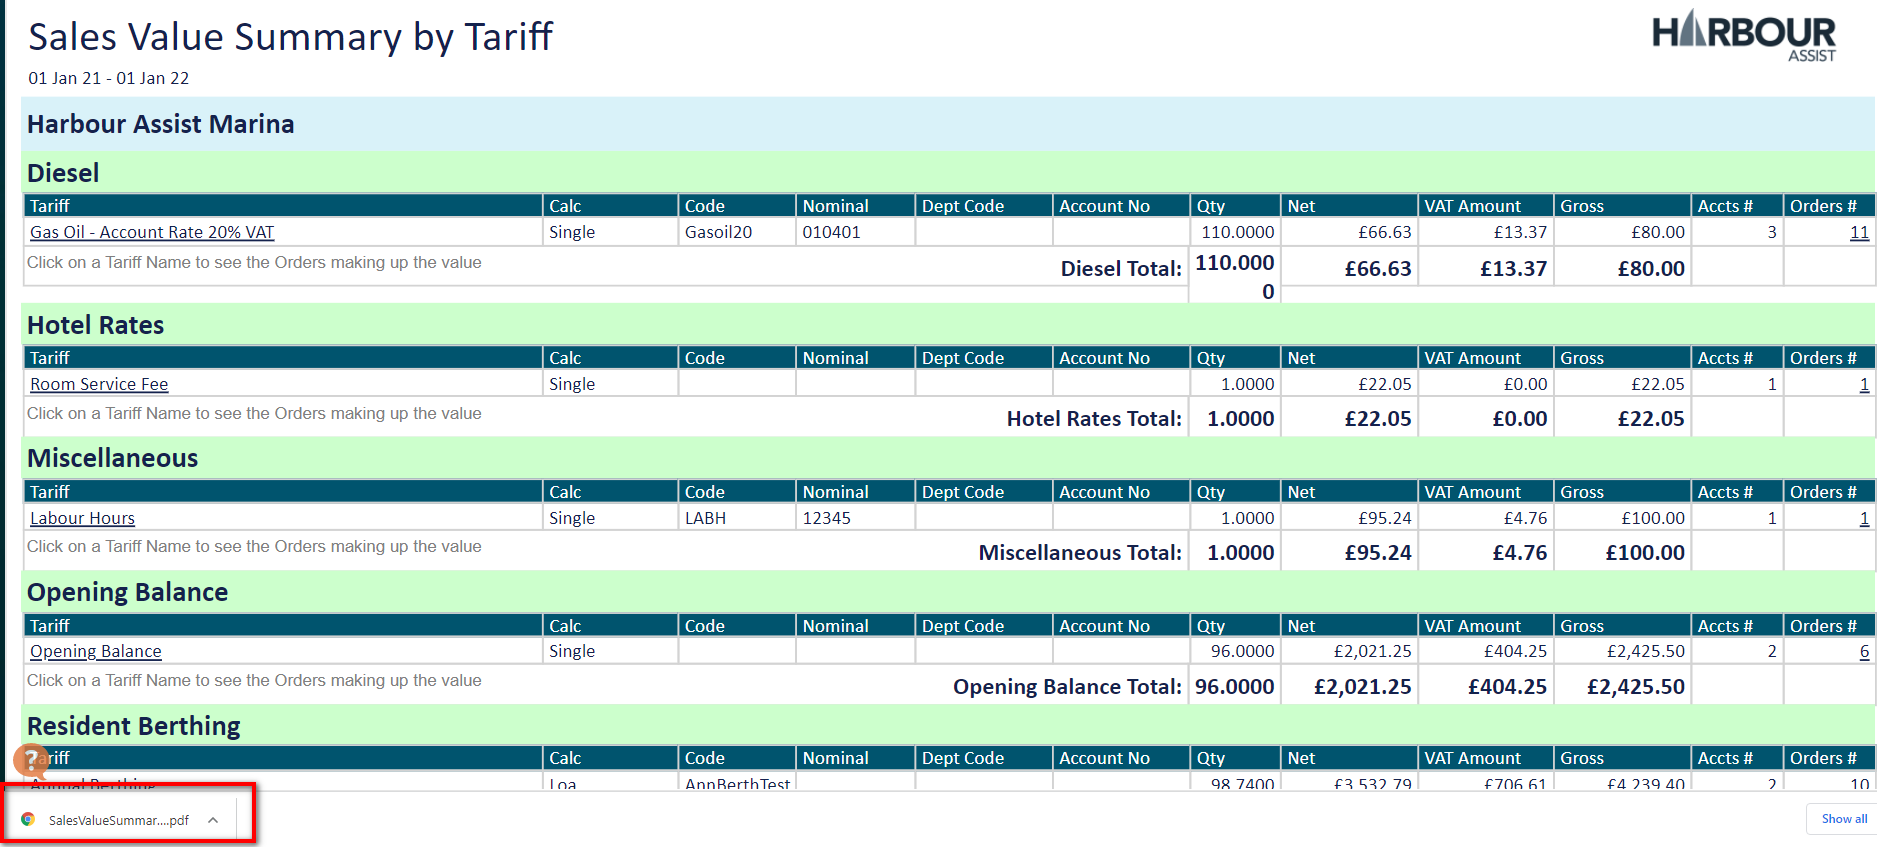 Sales Value Summary by Tariff
HARBOUR
ASSIST
01 Jan 21 - 01 Jan 22
Harbour Assist Marina
Diesel
Tariff Calc Code Nominal Dept Code Account No Qty Net VAT Amount Gross Accts # Orders #
Gas Oil - Account Rate 20% VAT Single Gasoil20 010401 110.0000 £66.63 £13.37 £80.00 3 11
Click on a Tariff Name to see the Orders making up the value Diesel Total: 110.000 £66.63 £13.37 £80.00
0
Hotel Rates
Tariff Calc Code Nominal Dept Code Account No Qty Net VAT Amount Gross Accts # Orders #
Room Service Fee Single 1.0000 £22.05 £0.00 £22.05 1 1
Click on a Tariff Name to see the Orders making up the value Hotel Rates Total: 1.0000 £22.05 £0.00 £22.05
Miscellaneous
Tariff Calc Code Nominal Dept Code Account No Qty Net VAT Amount Gross Accts # Orders #
Labour Hours Single LABH 12345 1.0000 £95.24 £4.76 £100.00 1 1
Click on a Tariff Name to see the Orders making up the value Miscellaneous Total: 1.0000 £95.24 £4.76 £100.00
Opening Balance
Tariff Calc Code Nominal Dept Code Account No Qty Net VAT Amount Gross Accts # Orders #
Opening Balance Single 96.0000 £2,021.25 £404.25 £2,425.50 2 6
Click on a Tariff Name to see the Orders making up the value Opening Balance Total: 96.0000 £2,021.25 £404.25 £2,425.50
Resident Berthing
? ariff Calc Code Nominal Dept Code Account No Qty Net VAT Amount Gross Accts # Orders #
Annual Berthing Loa AnnBerthTest 98.7400 £3,532.79 £706.61 £4,239.40 2 10
SalesValueSummar....pdf Show all